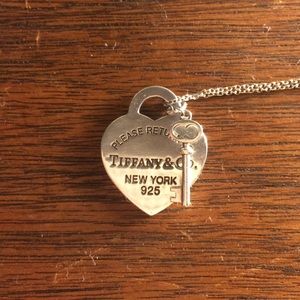 PLEASE RETU
TIFFANY & CO.
NEW YORK
925